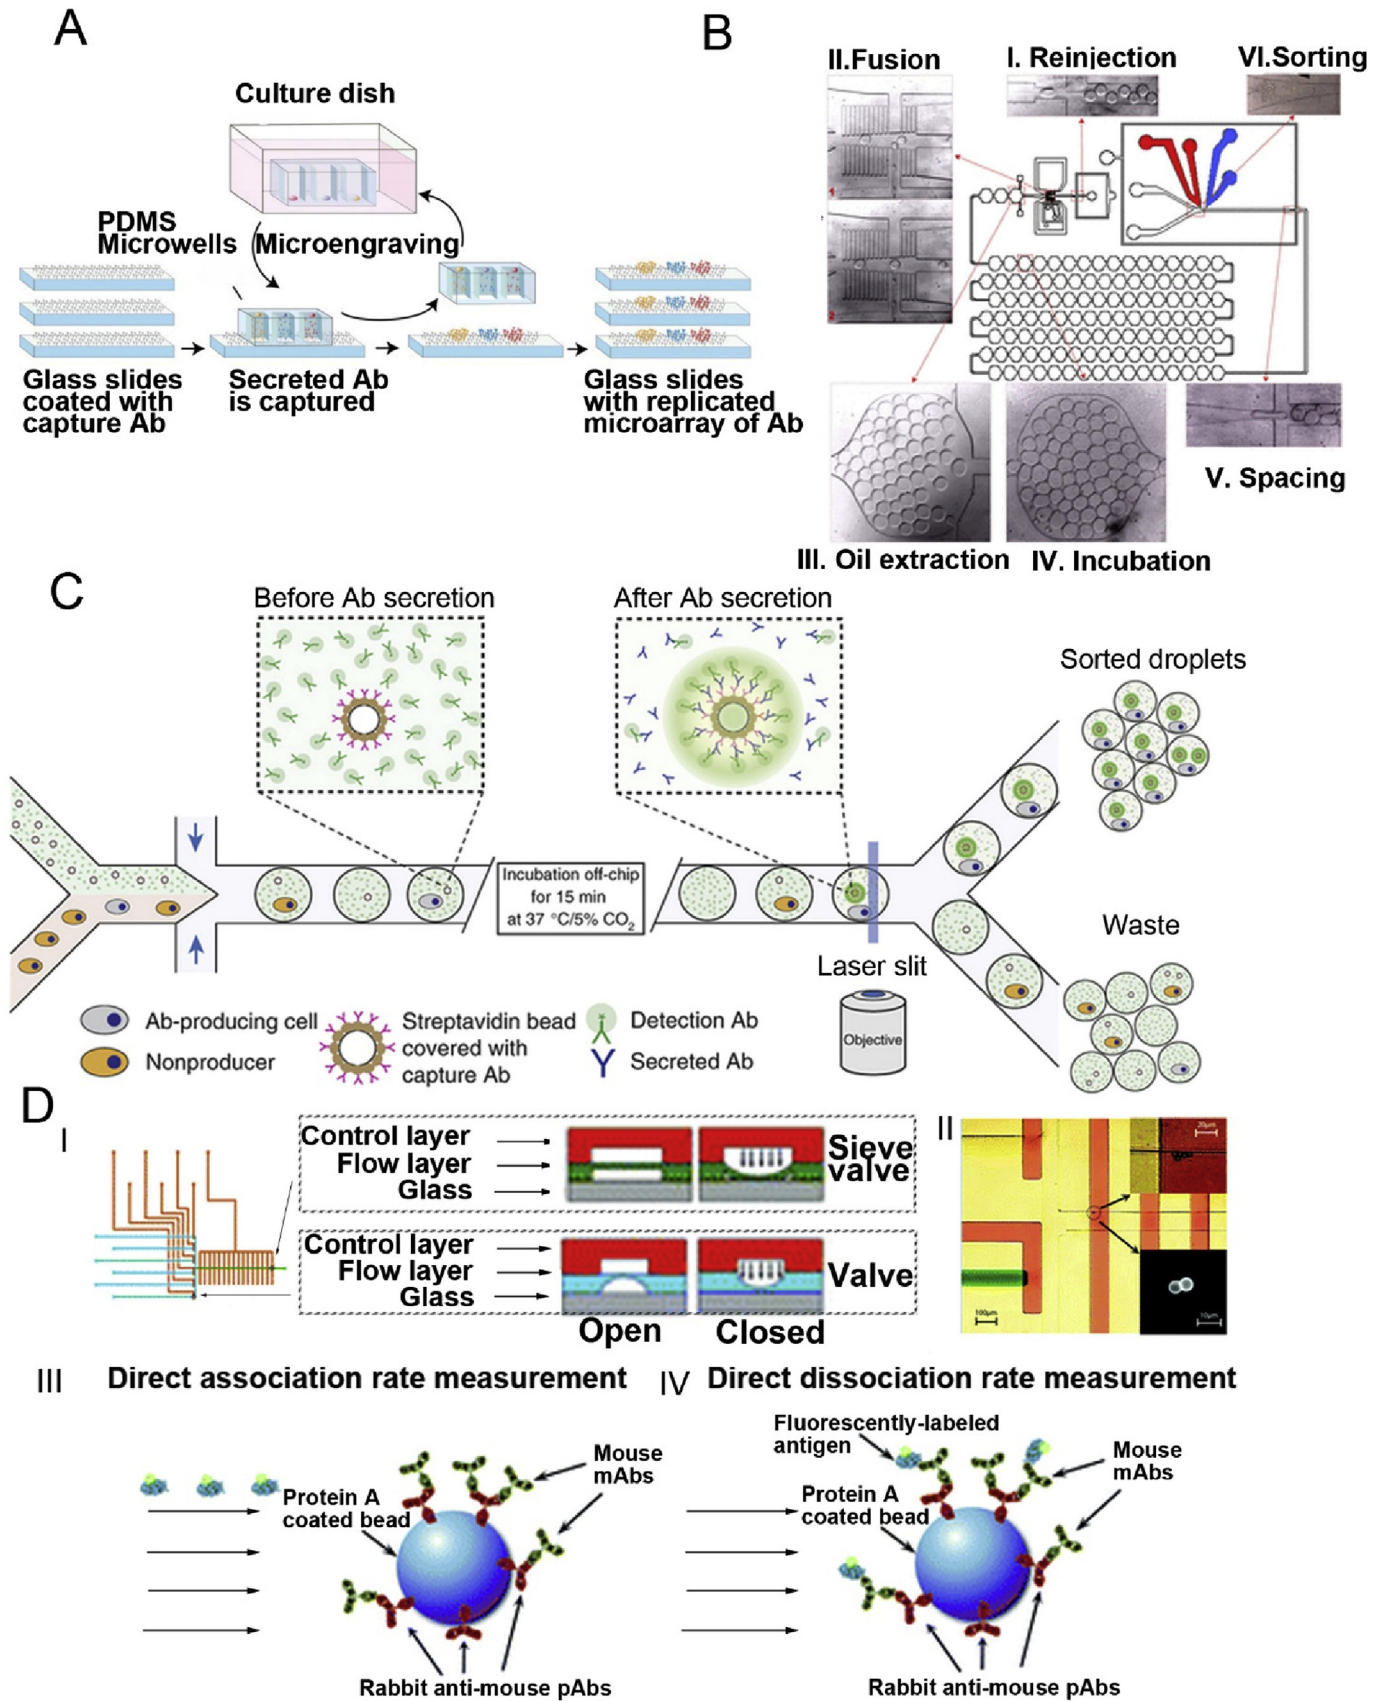 A
Culture dish
PDMS
Microwells
Microengraving
Glass slides
coated with
capture Ab
Secreted Ab
is captured
Glass slides
with replicated
microarray of Ab
B
II.Fusion
I. Reinjection
VI.Sorting
1
2
V. Spacing
III. Oil extraction
IV. Incubation
C
Before Ab secretion
After Ab secretion
Sorted droplets
Incubation off-chip
for 15 min
at 37 °C/5% CO2
Waste
Laser slit
Objective
Ab-producing cell
Nonproducer
Streptavidin bead
covered with
capture Ab
Detection Ab
Secreted Ab
D
I
Control layer
Flow layer
Glass
Sieve
valve
Control layer
Flow layer
Glass
Valve
Open
Closed
II
20µm
100µm
10µm
III
Direct association rate measurement
Mouse
mAbs
Protein A
coated bead
Rabbit anti-mouse pAbs
IV
Direct dissociation rate measurement
Fluorescently-labeled
antigen
Mouse
mAbs
Protein A
coated bead
Rabbit anti-mouse pAbs